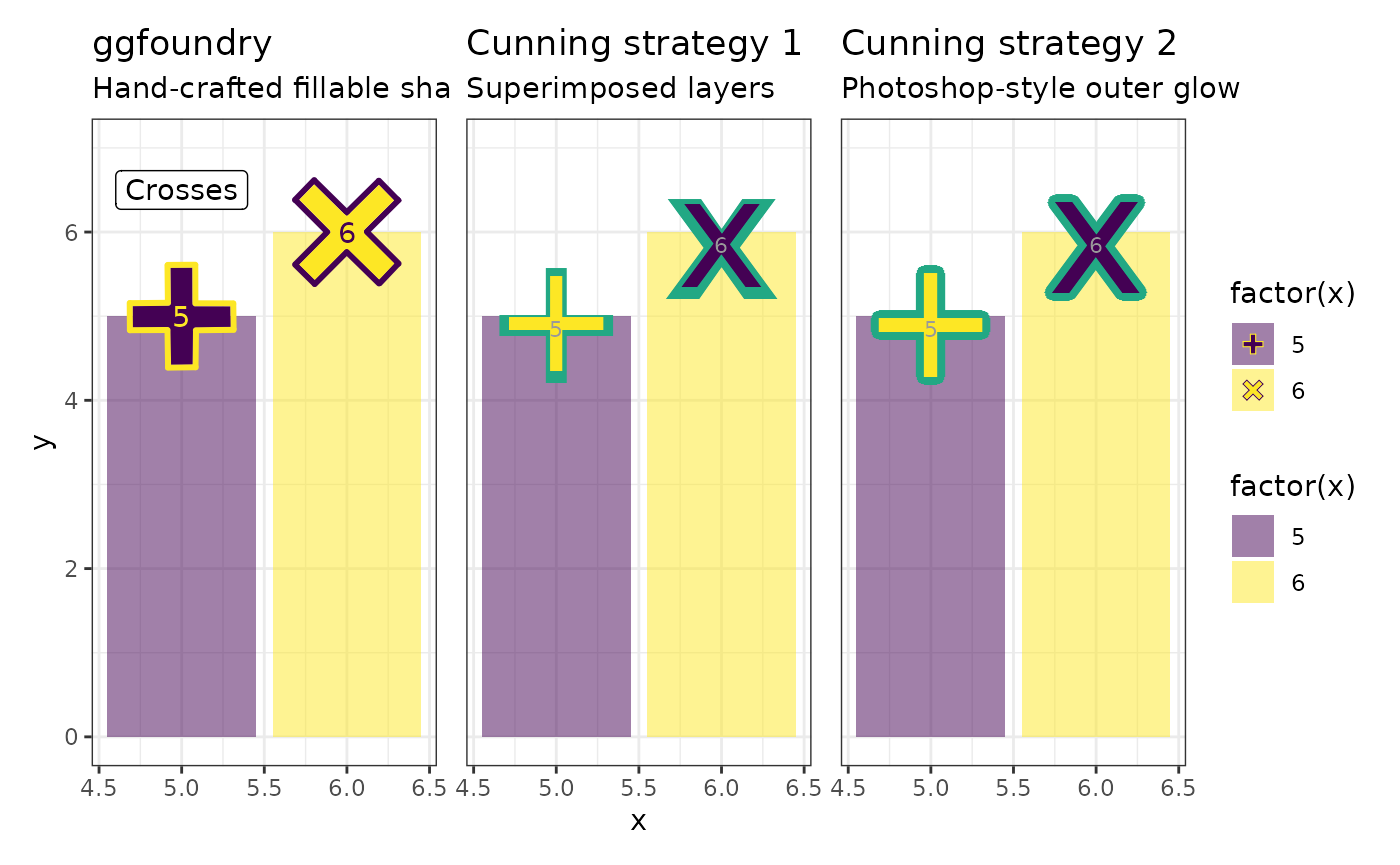 ggfoundry
Hand-crafted fillable sha
Cunning strategy 1
Superimposed layers
Cunning strategy 2
Photoshop-style outer glow
Crosses
5
6
5
6
5
6
y
6
4
2
0
4.5 5.0 5.5 6.0 6.5
4.5 5.0 5.5 6.0 6.5
4.5 5.0 5.5 6.0 6.5
x
factor(x)
5
6
factor(x)
5
6